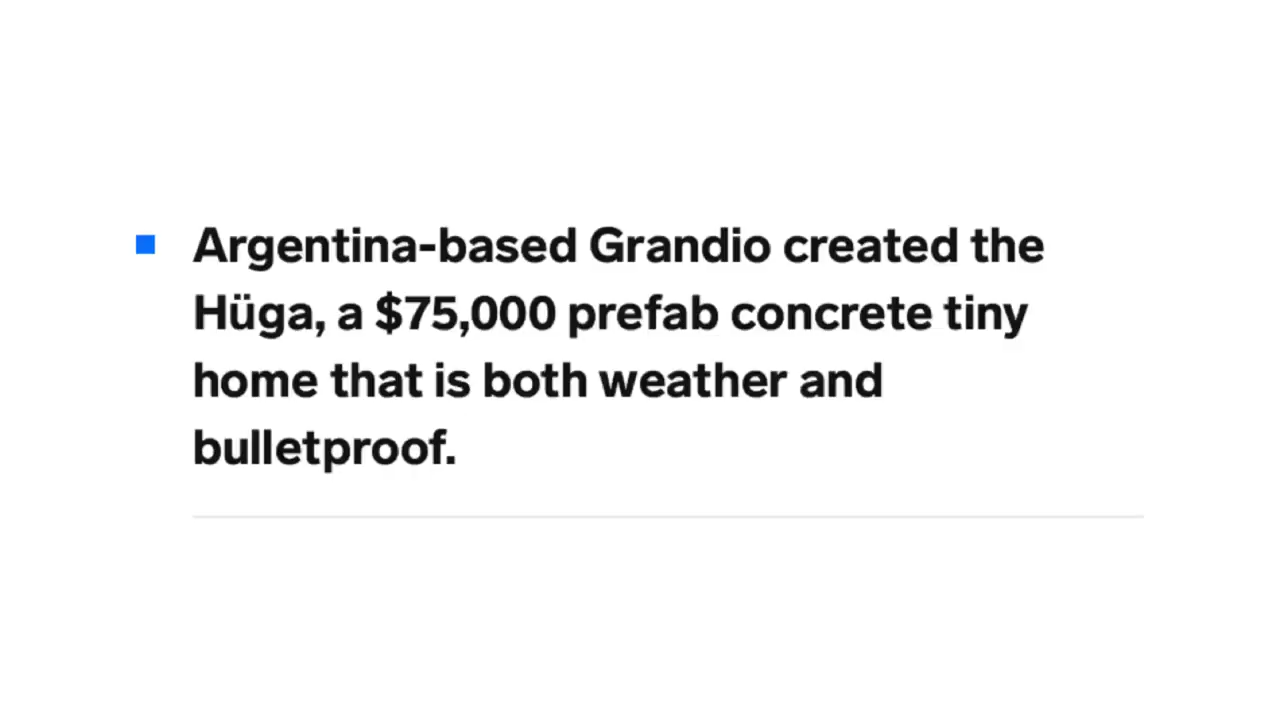 Argentina-based Grandio created the
Hüga, a $75,000 prefab concrete tiny
home that is both weather and
bulletproof.